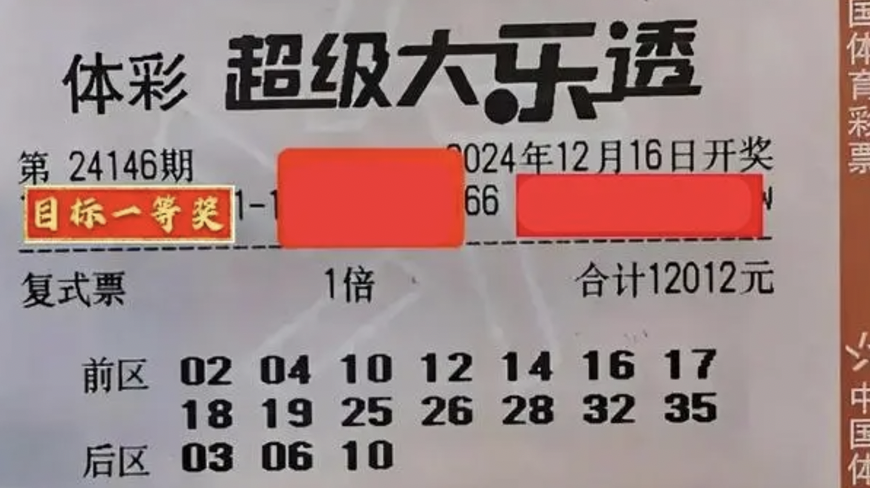 体彩 超级大乐透
第 24146期 2024年12月16日开奖
目标一等奖 1-1 66
复式票 1倍 合计12012元
前区 02 04 10 12 14 16 17
18 19 25 26 28 32 35
后区 03 06 10
国体育彩票
中国体